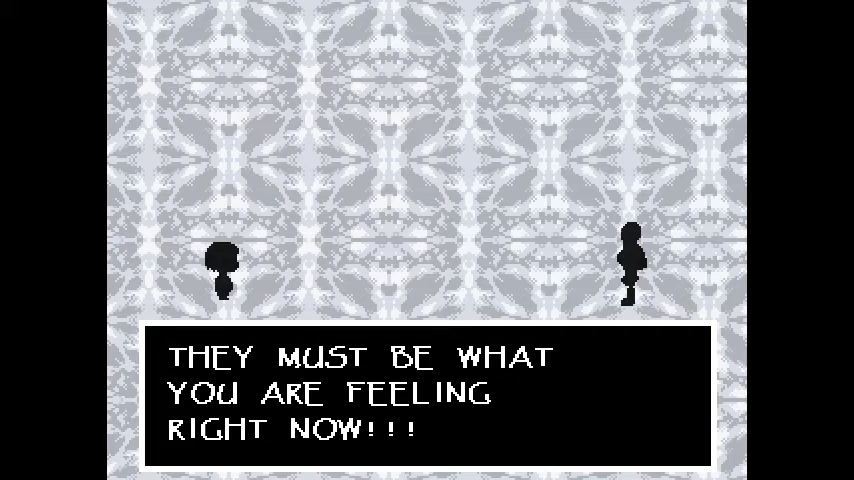 THEY MUST BE WHAT
YOU ARE FEELING
RIGHT NOW!!!